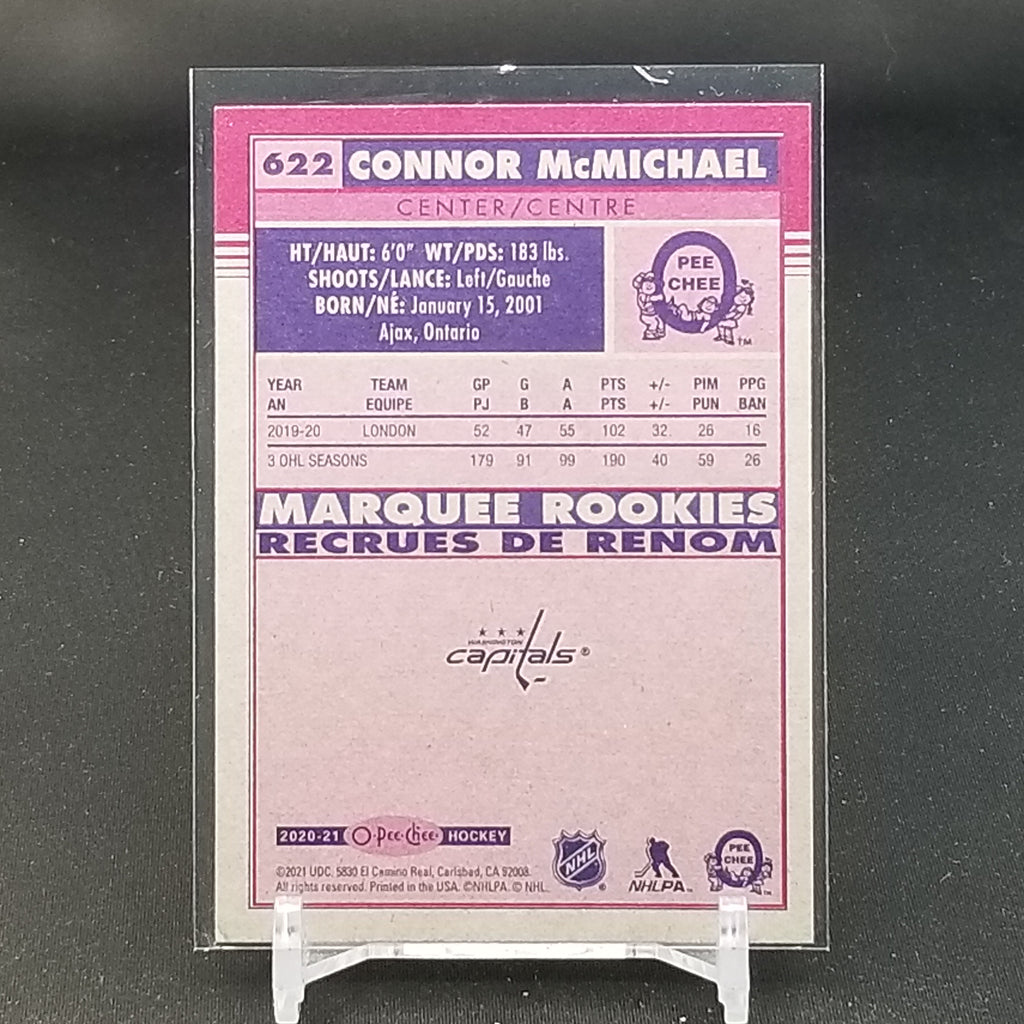 622 CONNOR McMICHAEL
CENTER/CENTRE
HT/HAUT: 6'0" WT/PDS: 183 lbs.
SHOOTS/LANCE: Left/Gauche
BORN/NÉ: January 15, 2001
Ajax, Ontario
PEE
CHEE
TM
YEAR TEAM GP G A PTS +/- PIM PPG
AN EQUIPE PJ B A PTS +/- PUN BAN
2019-20 LONDON 52 47 55 102 32 26 16
3 OHL SEASONS 179 91 99 190 40 59 26
MARQUEE ROOKIES
RECRUES DE RENOM
WASHINGTON
capitals®
2020-21 O-Pee-Chee HOCKEY
©2021 UDC. 5830 El Camino Real, Carlsbad, CA 92008.
All rights reserved. Printed in the USA. ©NHLPA. © NHL.
NHL ®
NHLPA™
PEE
CHEE
TM